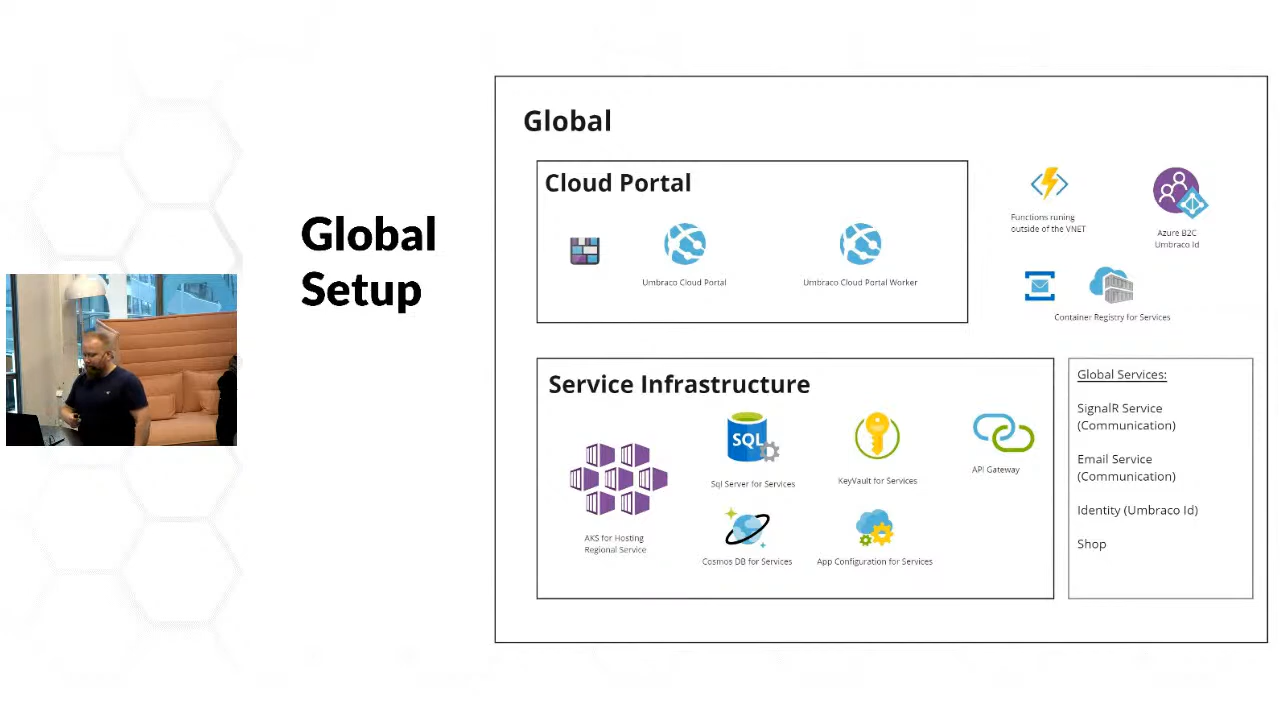 Global
Setup
Global
Cloud Portal
Umbraco Cloud Portal
Umbraco Cloud Portal Worker
Functions runing
outside of the VNET
Azure B2C
Umbraco Id
Container Registry for Services
Service Infrastructure
AKS for Hosting
Regional Service
SQL
Sql Server for Services
KeyVault for Services
API Gateway
Cosmos DB for Services
App Configuration for Services
Global Services:
SignalR Service
(Communication)
Email Service
(Communication)
Identity (Umbraco Id)
Shop